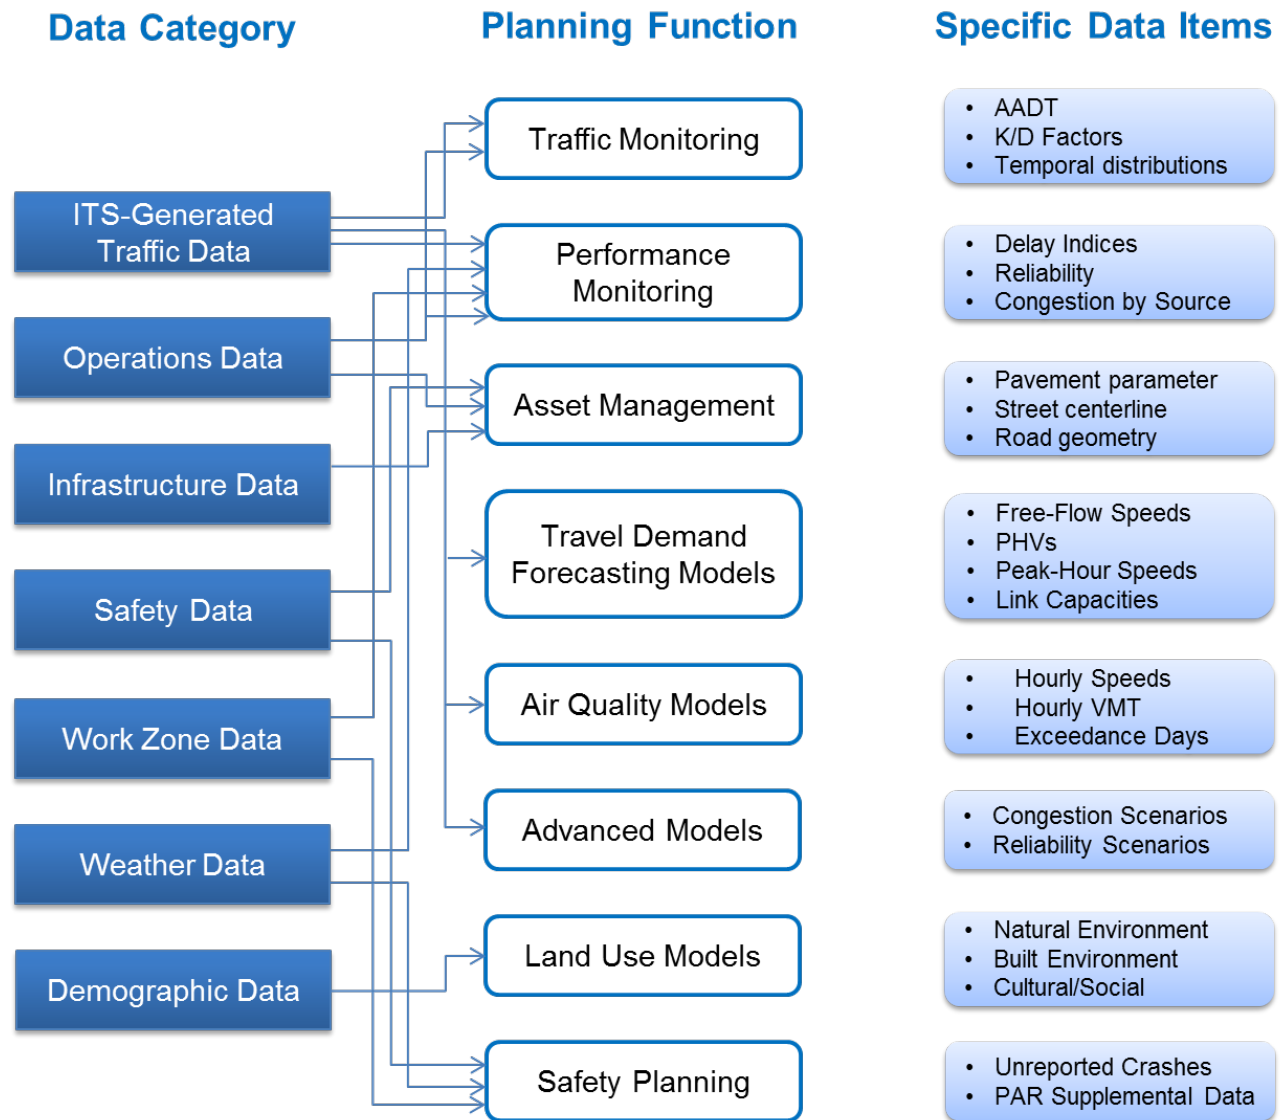 Data Category
Planning Function
Specific Data Items
ITS-Generated
Traffic Data
Operations Data
Infrastructure Data
Safety Data
Work Zone Data
Weather Data
Demographic Data
Traffic Monitoring
Performance
Monitoring
Asset Management
Travel Demand
Forecasting Models
Air Quality Models
Advanced Models
Land Use Models
Safety Planning
• AADT
• K/D Factors
• Temporal distributions
• Delay Indices
• Reliability
• Congestion by Source
• Pavement parameter
• Street centerline
• Road geometry
• Free-Flow Speeds
• PHVs
• Peak-Hour Speeds
• Link Capacities
• Hourly Speeds
• Hourly VMT
• Exceedance Days
• Congestion Scenarios
• Reliability Scenarios
• Natural Environment
• Built Environment
• Cultural/Social
• Unreported Crashes
• PAR Supplemental Data